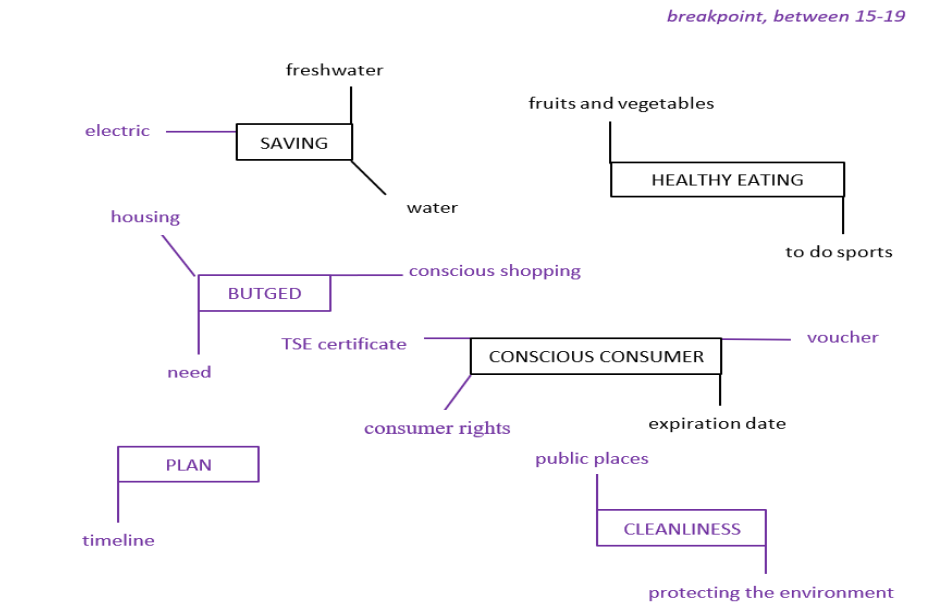 breakpoint, between 15-19
freshwater
fruits and vegetables
electric
SAVING
HEALTHY EATING
water
housing
to do sports
conscious shopping
BUTGED
TSE certificate
voucher
CONSCIOUS CONSUMER
need
expiration date
consumer rights
public places
PLAN
CLEANLINESS
timeline
protecting the environment